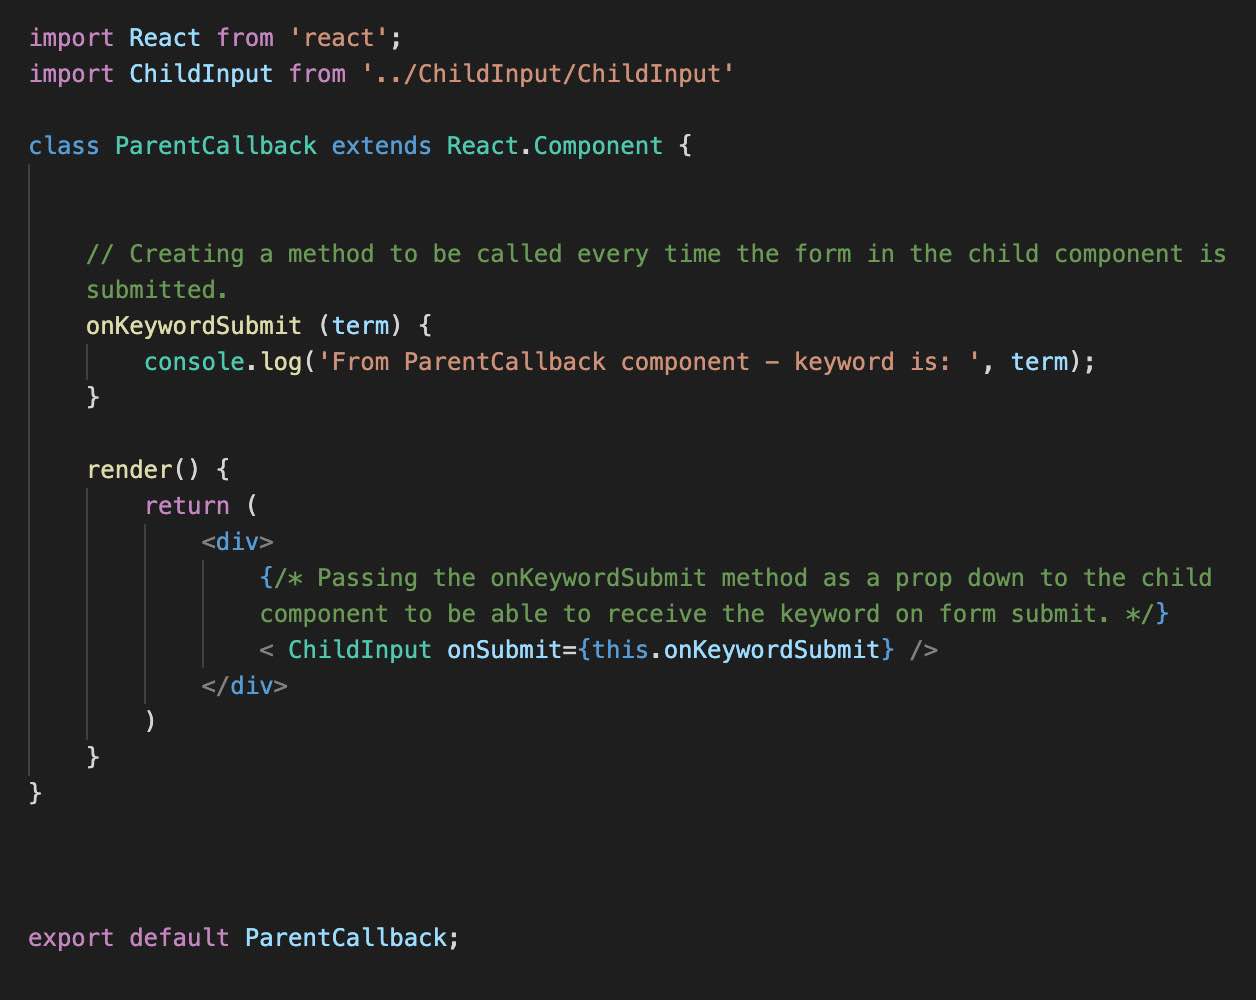 import React from 'react';
import ChildInput from '../ChildInput/ChildInput'
class ParentCallback extends React.Component {
// Creating a method to be called every time the form in the child component is
submitted.
onKeywordSubmit (term) {
console.log('From ParentCallback component – keyword is: ', term);
}
render() {
return (
<div>
{/* Passing the onKeywordSubmit method as a prop down to the child
component to be able to receive the keyword on form submit. */}
< ChildInput onSubmit={this.onKeywordSubmit} />
</div>
)
}
}
export default ParentCallback;